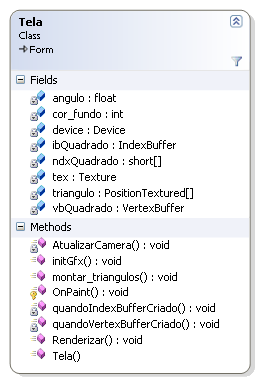 Tela
Class
Form
Fields
angulo : float
cor_fundo : int
device : Device
ibQuadrado : IndexBuffer
ndxQuadrado : short[]
tex : Texture
triangulo : PositionTextured[]
vbQuadrado : VertexBuffer
Methods
AtualizarCamera() : void
initGfx() : void
montar_triangulos() : void
OnPaint() : void
quandoIndexBufferCriado() : void
quandoVertexBufferCriado() : void
Renderizar() : void
Tela()